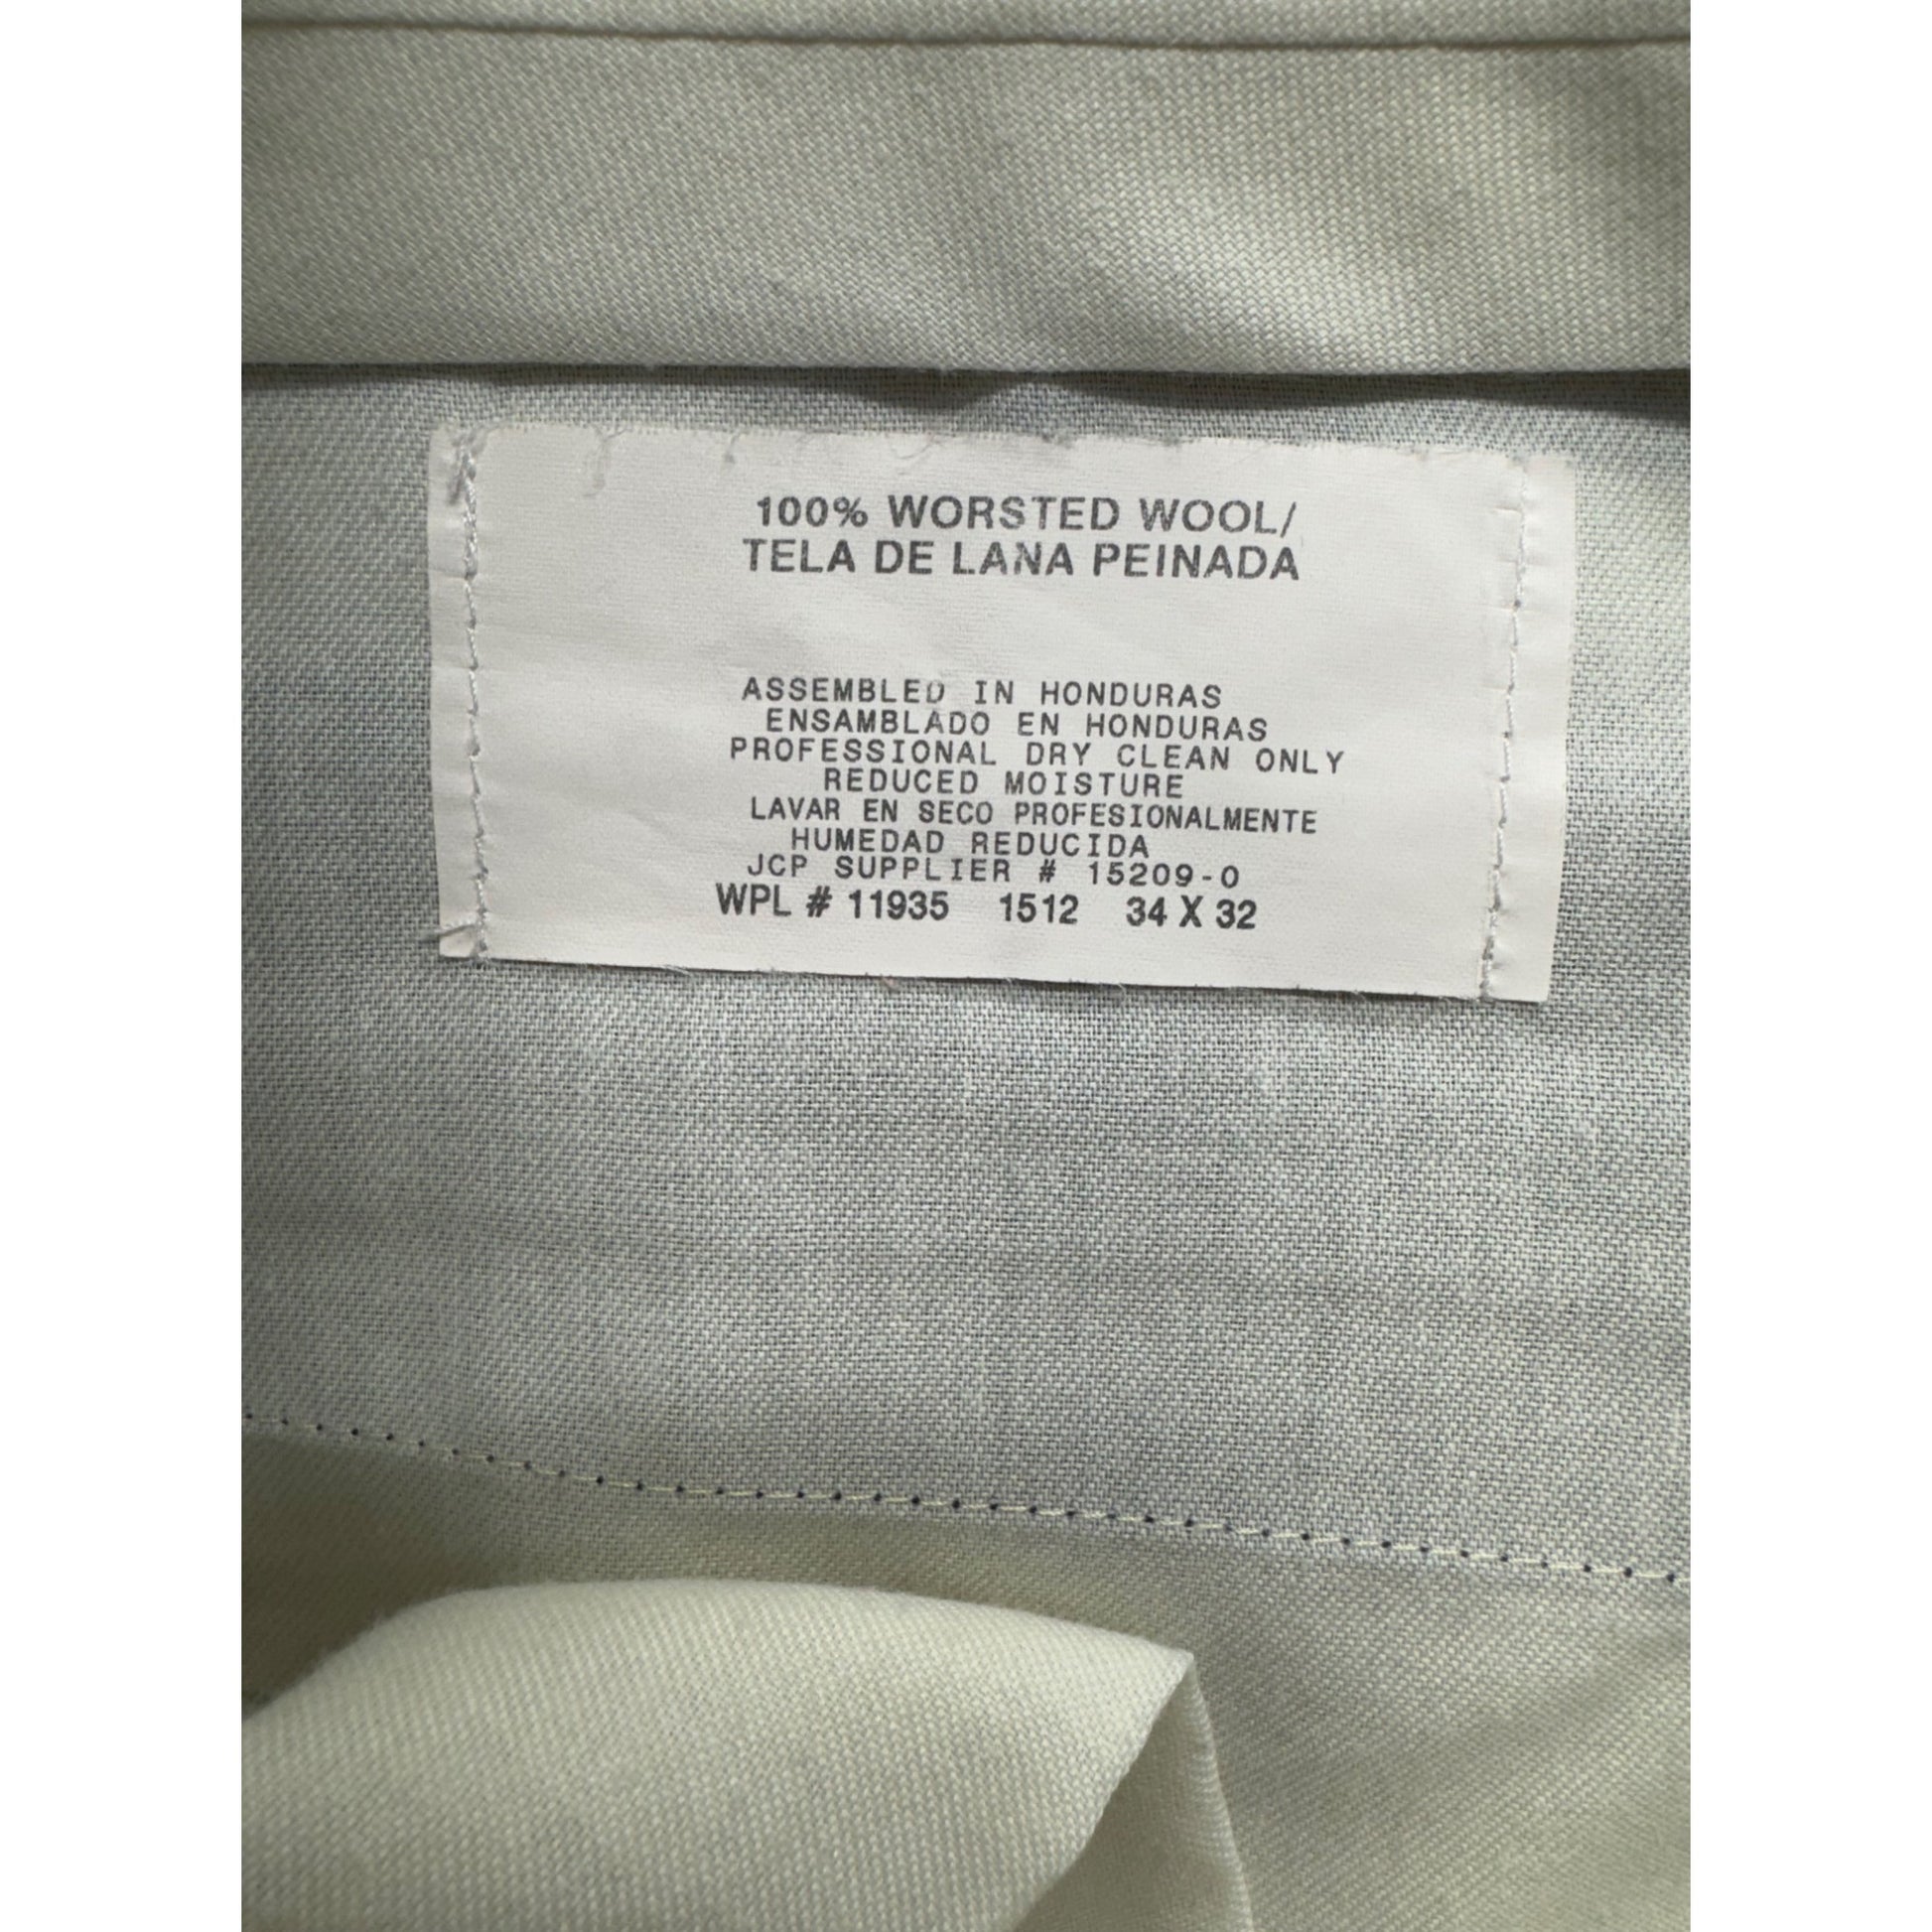 100% WORSTED WOOL/
TELA DE LANA PEINADA
ASSEMBLED IN HONDURAS
ENSAMBLADO EN HONDURAS
PROFESSIONAL DRY CLEAN ONLY
REDUCED MOISTURE
LAVAR EN SECO PROFESIONALMENTE
HUMEDAD REDUCIDA
JCP SUPPLIER # 15209-0
WPL # 11935 1512 34 X 32